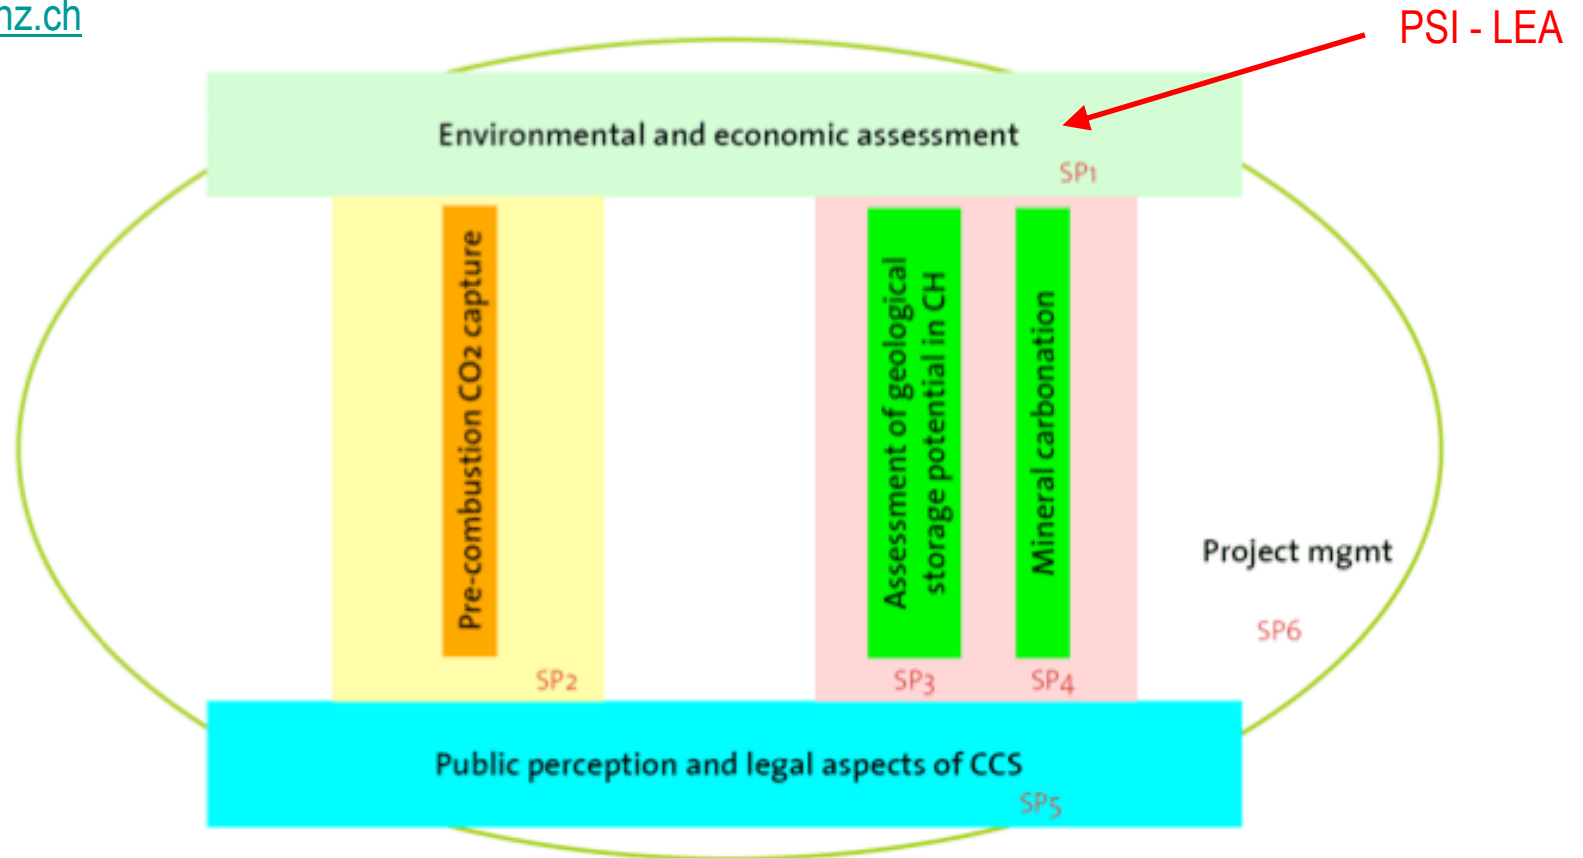 nz.ch
PSI - LEA
Environmental and economic assessment
SP1
Pre-combustion CO2 capture
SP2
Assessment of geological
storage potential in CH
SP3
Mineral carbonation
SP4
Project mgmt
SP6
Public perception and legal aspects of CCS
SP5